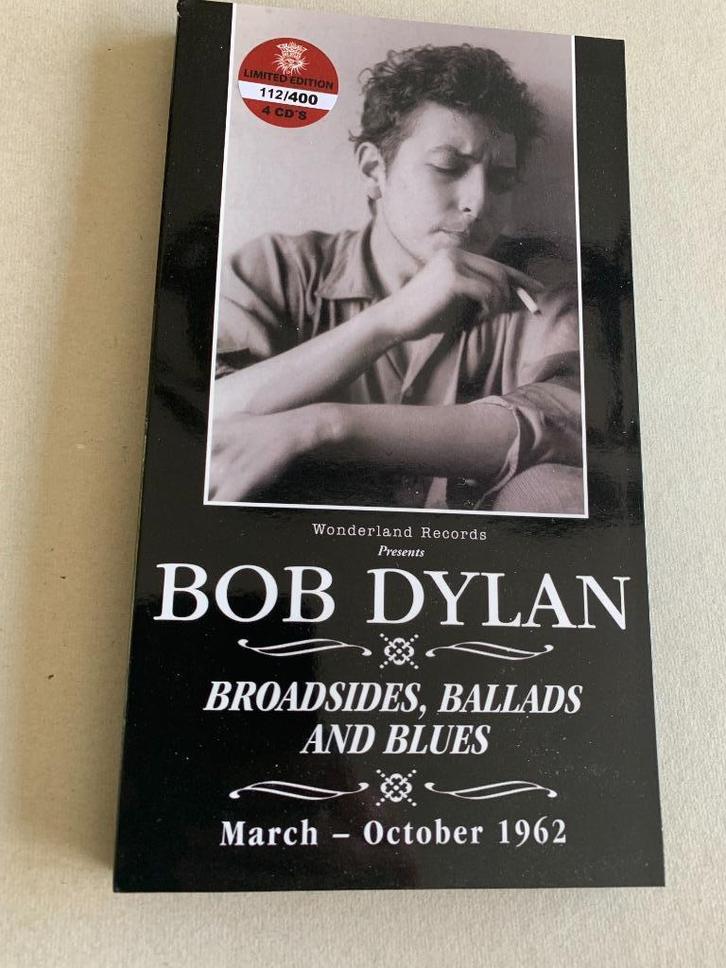 LIMITED EDITION
112/400
4 CD'S
Wonderland Records
Presents
BOB DYLAN
BROADSIDES, BALLADS
AND BLUES
March – October 1962